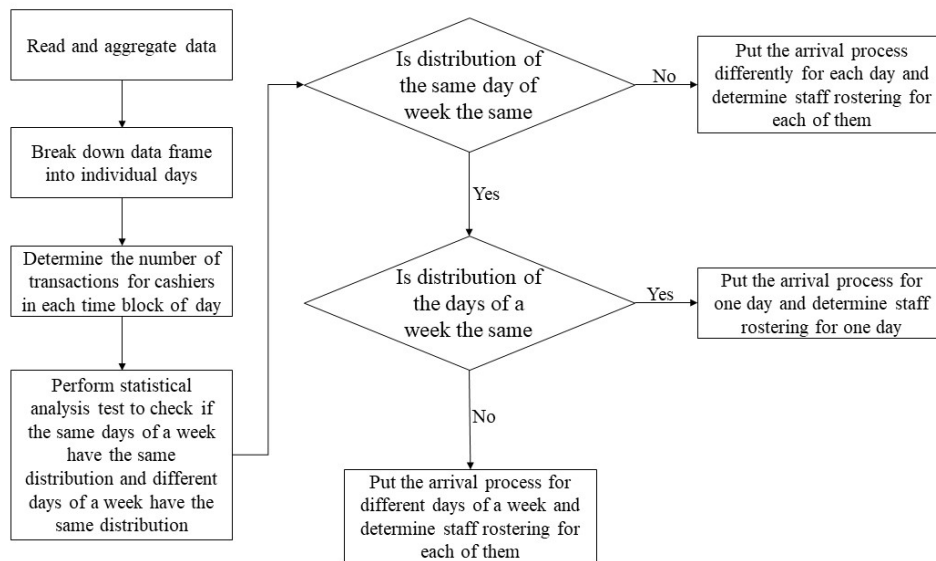 Read and aggregate data
Break down data frame
into individual days
Determine the number of
transactions for cashiers
in each time block of day
Perform statistical
analysis test to check if
the same days of a week
have the same
distribution and different
days of a week have the
same distribution
Is distribution of
the same day of
week the same
No
Put the arrival process
differently for each day and
determine staff rostering for
each of them
Yes
Is distribution of
the days of a
week the same
Yes
Put the arrival process for
one day and determine staff
rostering for one day
No
Put the arrival process for
different days of a week and
determine staff rostering for
each of them